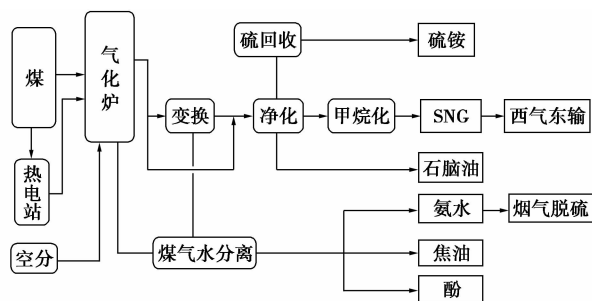 煤
气化炉
热电站
空分
变换
硫回收
净化
甲烷化
煤气水分离
硫铵
SNG
西气东输
石脑油
氨水
烟气脱硫
焦油
酚